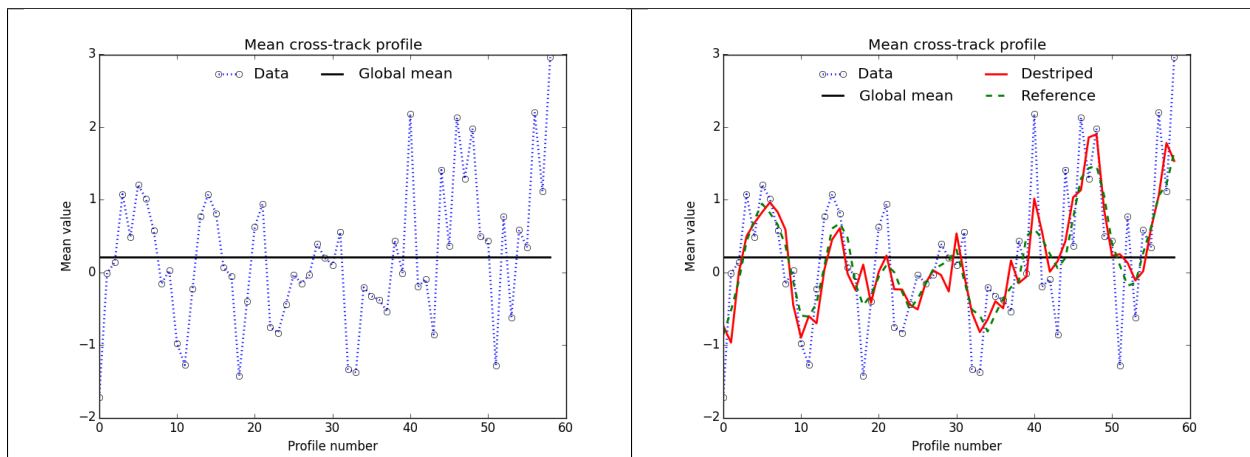 Mean cross-track profile
Data Global mean
3
2
1
0
−1
−2
Mean value
0 10 20 30 40 50 60
Profile number
Mean cross-track profile
Data Destriped
Global mean Reference
3
2
1
0
−1
−2
Mean value
0 10 20 30 40 50 60
Profile number